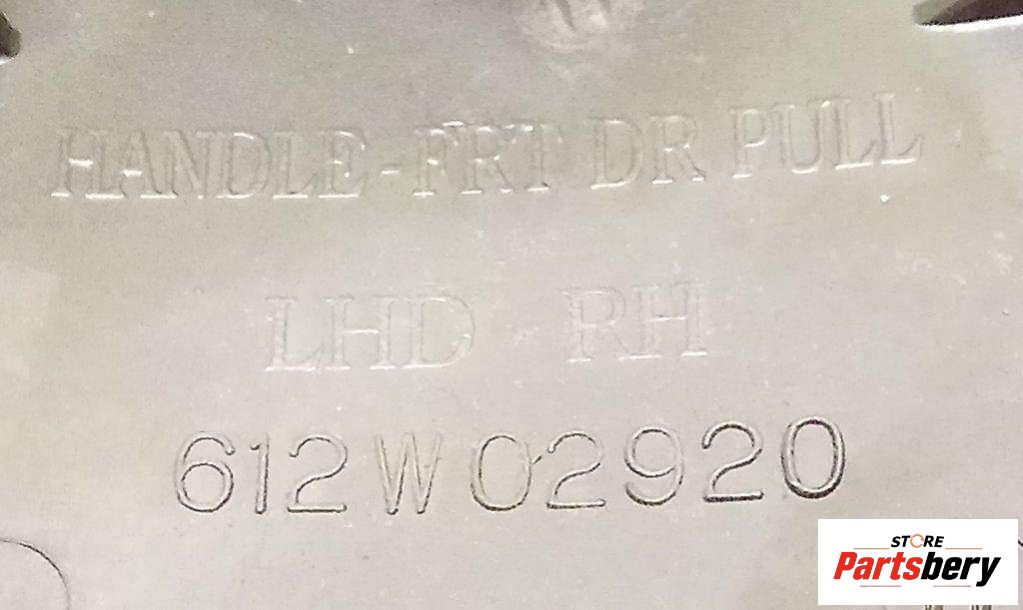 HANDLE-FRT DR PULL
LHD RH
612W02920
STORE
Partsbery